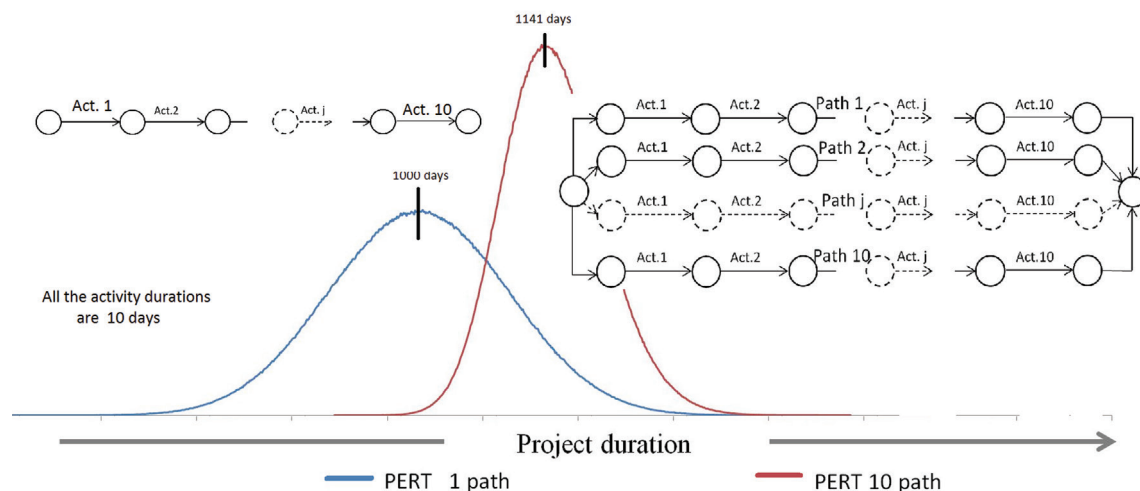 1141 days
Act. 1 Act.2 Act. j Act. 10
1000 days
Act.1 Act.2 Path 1 Act. j Act.10
Act.1 Act.2 Path 2 Act. j Act.10
Act.1 Act.2 Path j Act. j Act.10
Act.1 Act.2 Path 10 Act. j Act.10
All the activity durations
are 10 days
Project duration
PERT 1 path
PERT 10 path